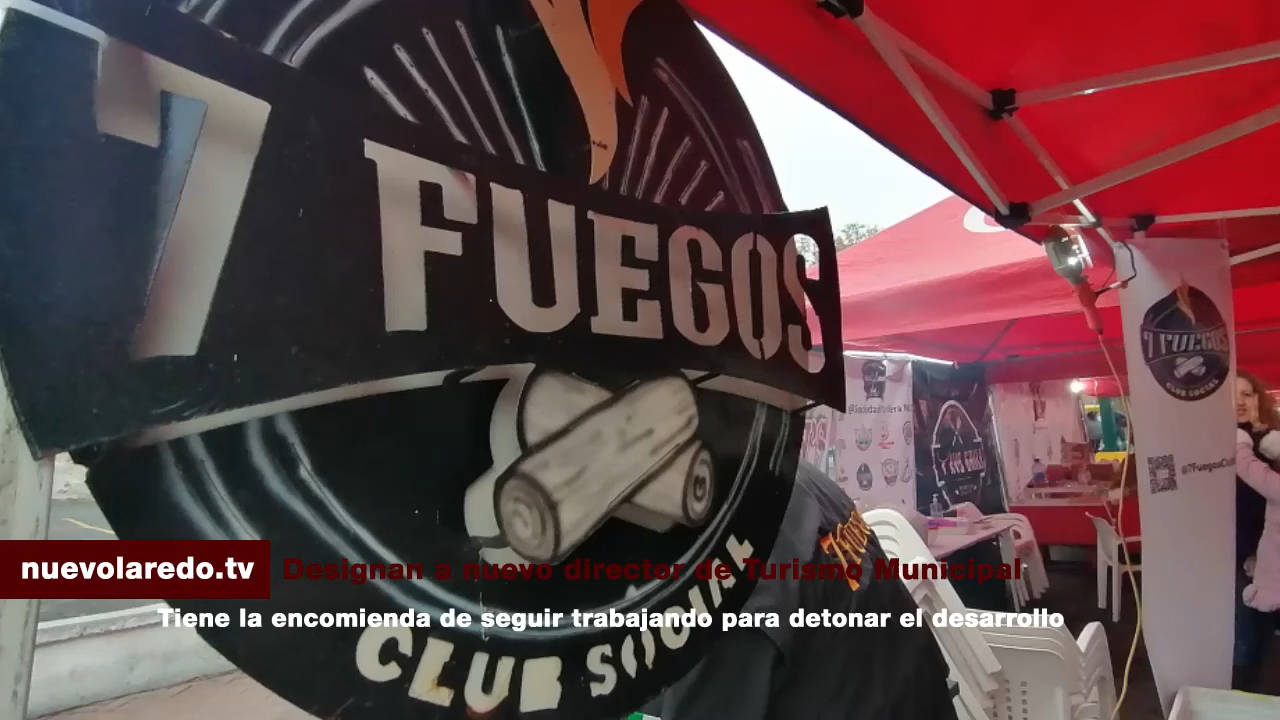 7 FUEGOS
CLUB SOCIAL
7 FUEGOS
CLUB SOCIAL
nuevolaredo.tv
Designan a nuevo director de Turismo Municipal
Tiene la encomienda de seguir trabajando para detonar el desarrollo